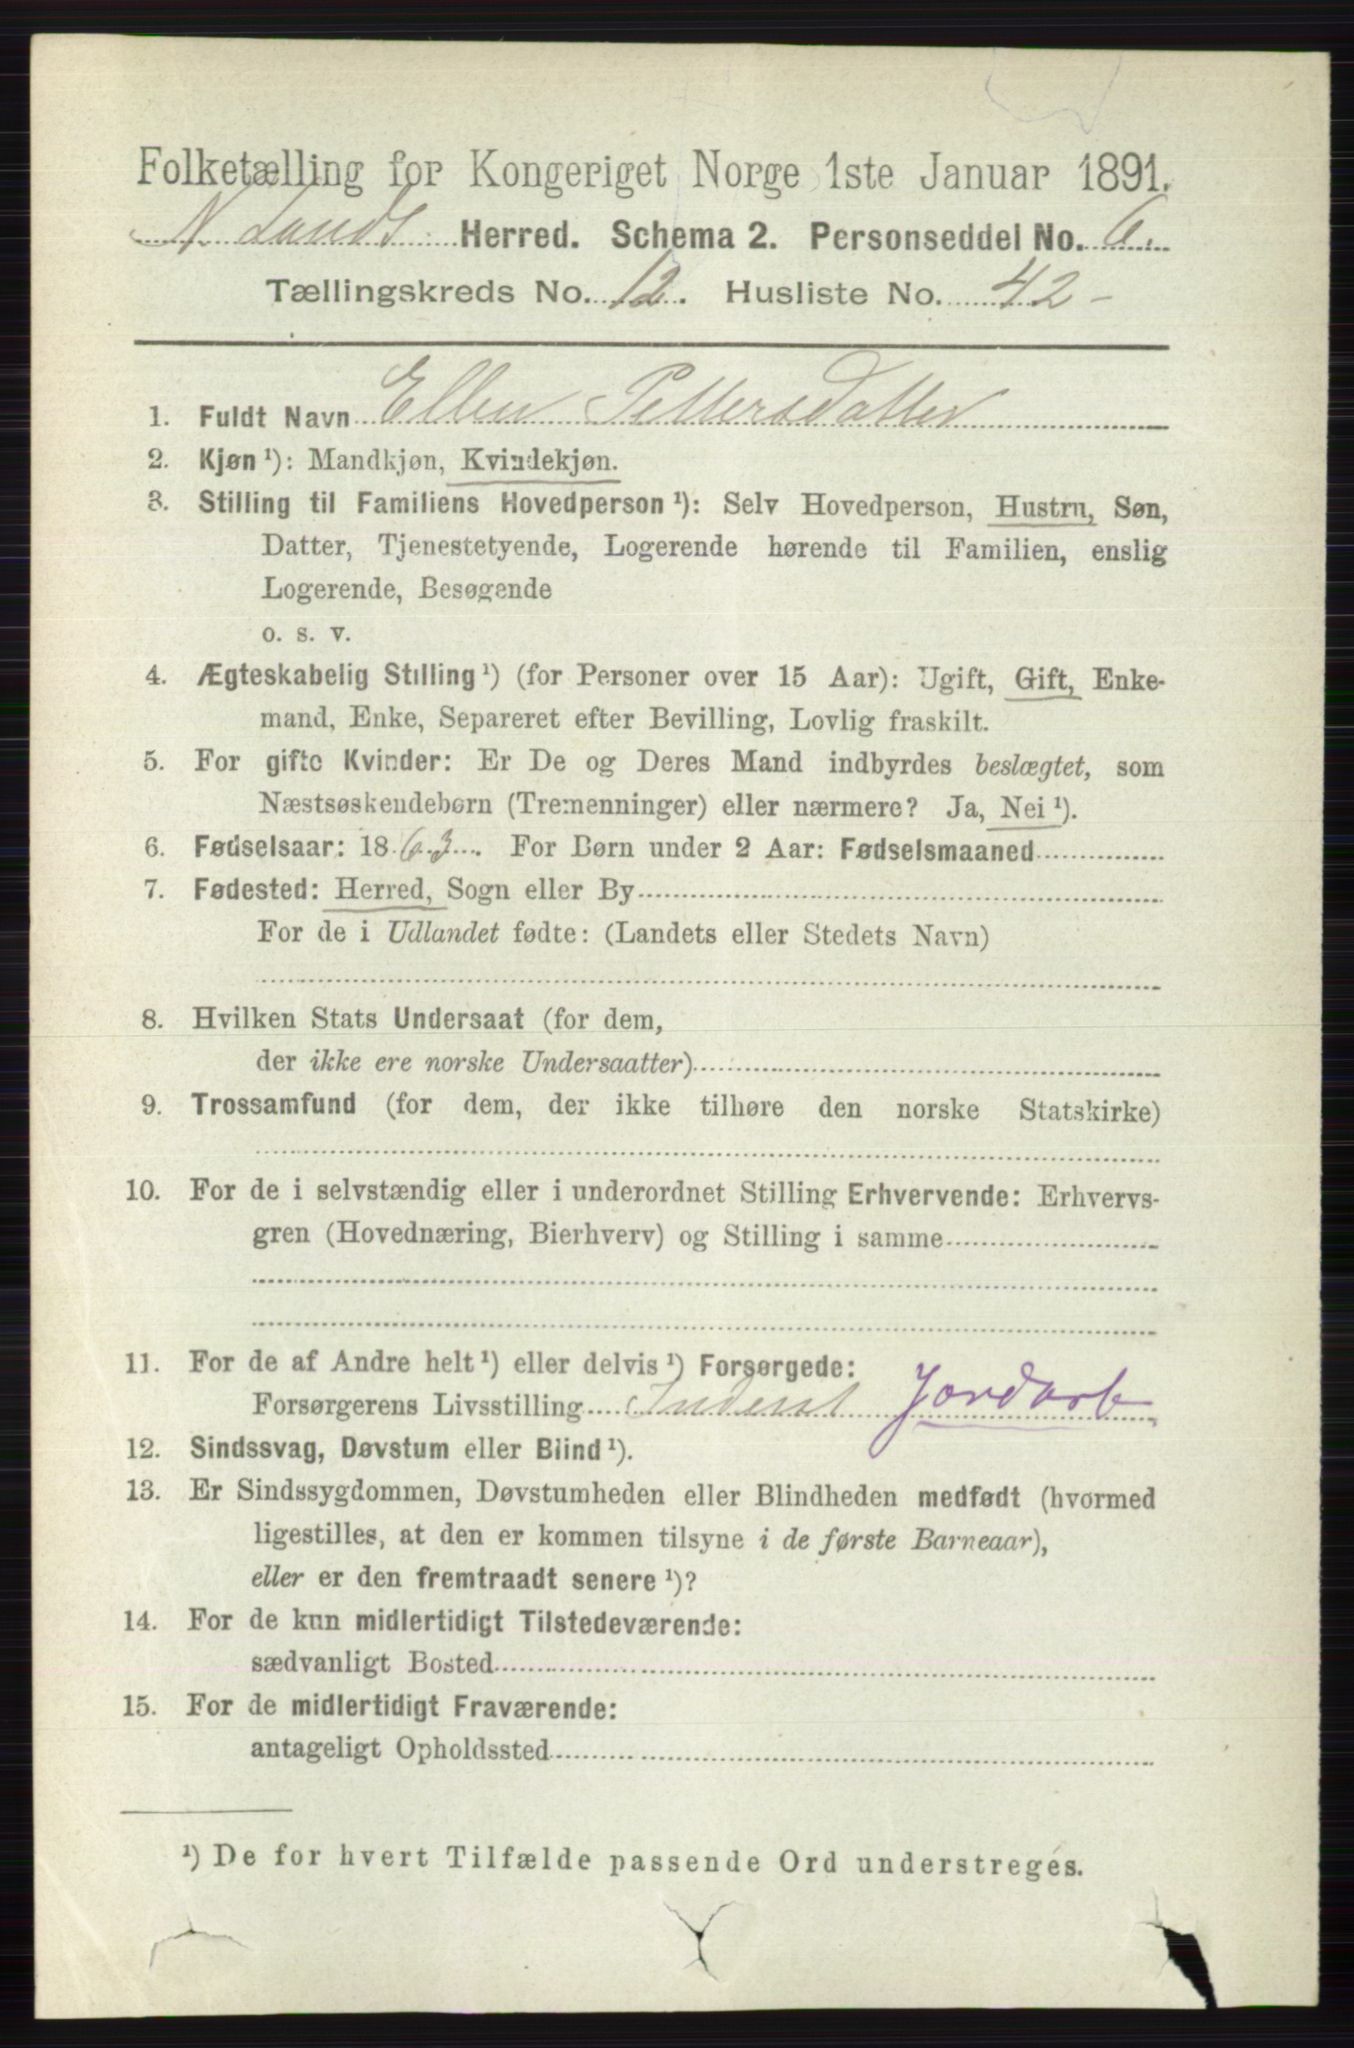 Folketælling for Kongeriget Norge 1ste Januar 1891.
N. Lands Herred. Schema 2. Personseddel No. 6.
Tællingskreds No. 12. Husliste No. 42-
1. Fuldt Navn Ellen Pettersdatter
2. Kjøn ¹): Mandkjøn, Kvindekjøn.
3. Stilling til Familiens Hovedperson ¹): Selv Hovedperson, Hustru, Søn,
Datter, Tjenestetyende, Logerende hørende til Familien, enslig
Logerende, Besøgende
o. s. v.
4. Ægteskabelig Stilling ¹) (for Personer over 15 Aar): Ugift, Gift, Enke-
mand, Enke, Separeret efter Bevilling, Lovlig fraskilt.
5. For gifte Kvinder: Er De og Deres Mand indbyrdes beslægtet, som
Næstsøskendebørn (Tremenninger) eller nærmere? Ja, Nei ¹).
6. Fødselsaar: 1863. For Børn under 2 Aar: Fødselsmaaned
7. Fødested: Herred, Sogn eller By
For de i Udlandet fødte: (Landets eller Stedets Navn)
8. Hvilken Stats Undersaat (for dem,
der ikke ere norske Undersaatter)
9. Trossamfund (for dem, der ikke tilhøre den norske Statskirke)
10. For de i selvstændig eller i underordnet Stilling Erhvervende: Erhvervs-
gren (Hovednæring, Bierhverv) og Stilling i samme
11. For de af Andre helt ¹) eller delvis ¹) Forsørgede:
Forsørgerens Livsstilling Inderst Jordarb
12. Sindssvag, Døvstum eller Blind ¹).
13. Er Sindssygdommen, Døvstumheden eller Blindheden medfødt (hvormed
ligestilles, at den er kommen tilsyne i de første Barneaar),
eller er den fremtraadt senere ¹)?
14. For de kun midlertidigt Tilstedeværende:
sædvanligt Bosted
15. For de midlertidigt Fraværende:
antageligt Opholdssted
¹) De for hvert Tilfælde passende Ord understreges.